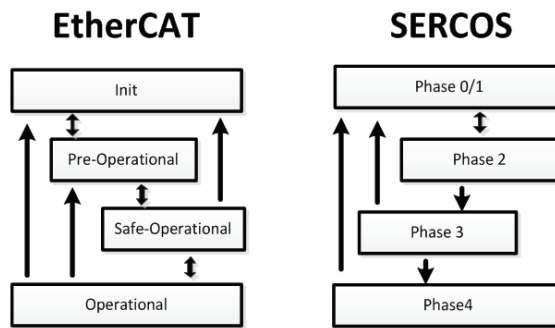 EtherCAT
Init
Pre-Operational
Safe-Operational
Operational
SERCOS
Phase 0/1
Phase 2
Phase 3
Phase4